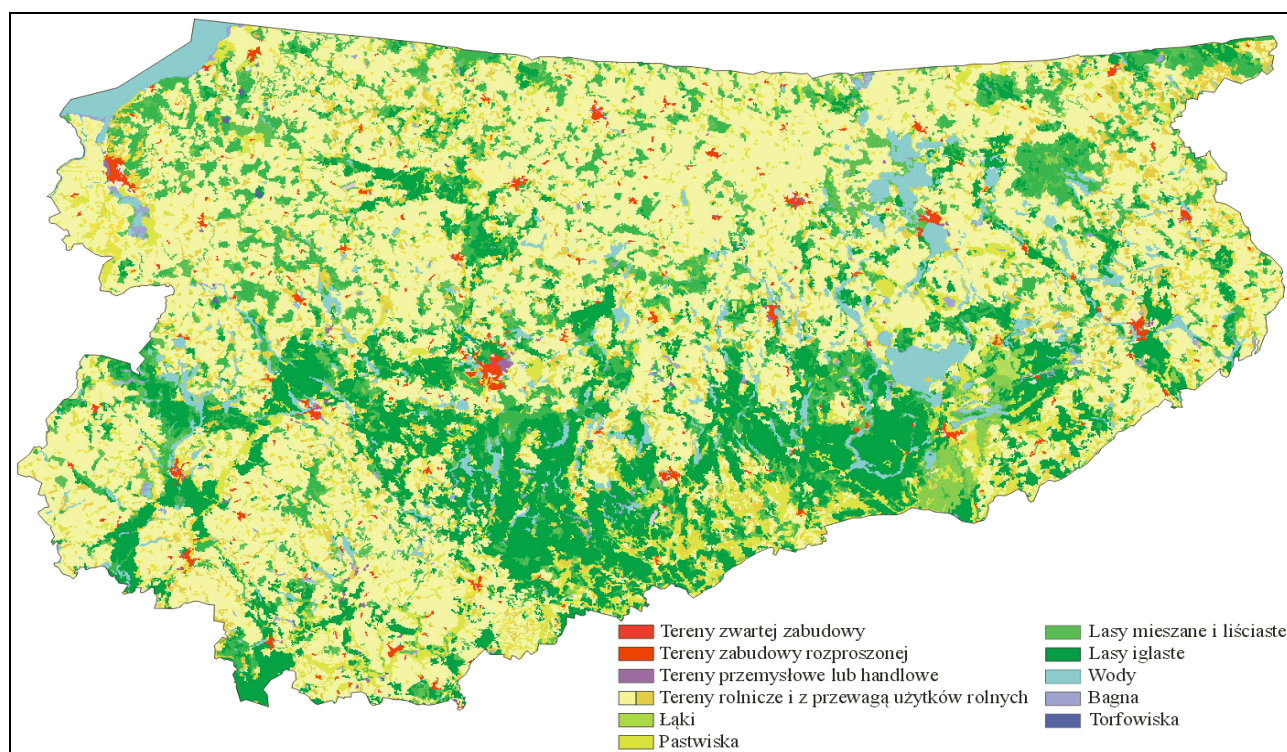 Tereny zwartej zabudowy
Tereny zabudowy rozproszonej
Tereny przemysłowe lub handlowe
Tereny rolnicze i z przewagą użytków rolnych
Łąki
Pastwiska
Lasy mieszane i liściaste
Lasy iglaste
Wody
Bagna
Torfowiska